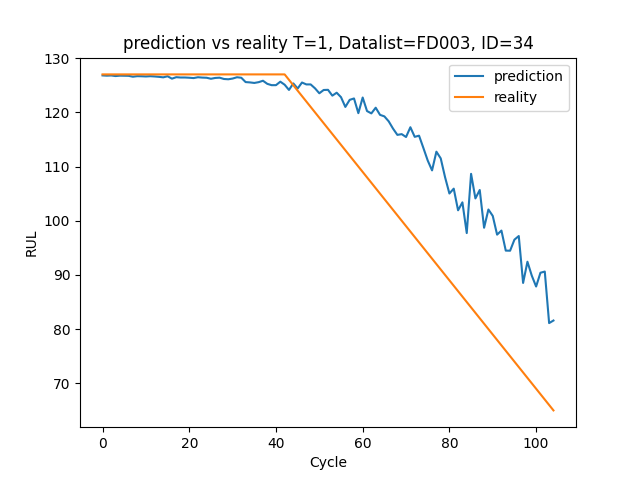 prediction vs reality T=1, Datalist=FD003, ID=34
prediction
reality
RUL
130
120
110
100
90
80
70
0 20 40 60 80 100
Cycle